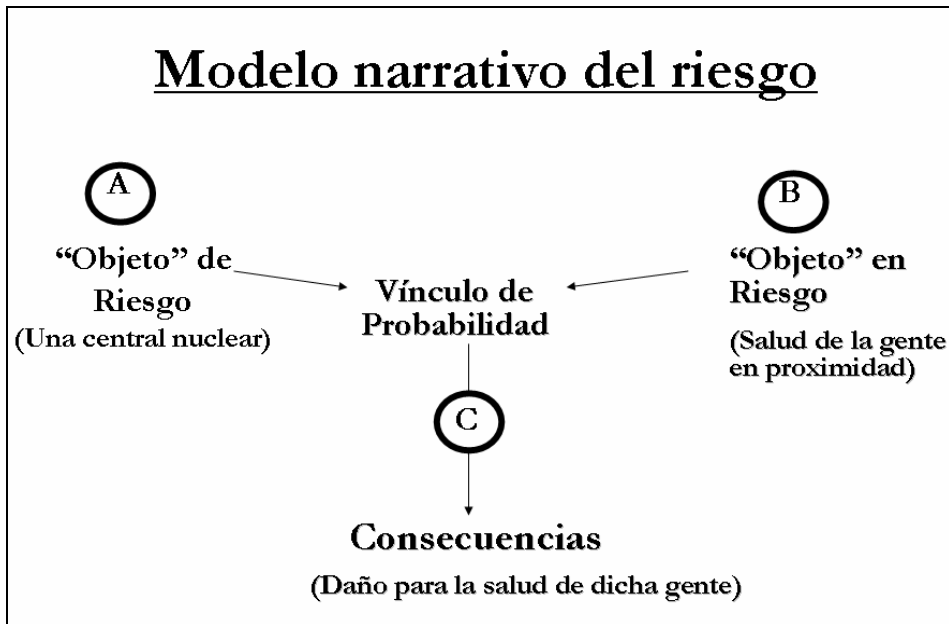 Modelo narrativo del riesgo
A
B
“Objeto” de
Riesgo
(Una central nuclear)
“Objeto” en
Riesgo
(Salud de la gente
en proximidad)
Vínculo de
Probabilidad
C
Consecuencias
(Daño para la salud de dicha gente)